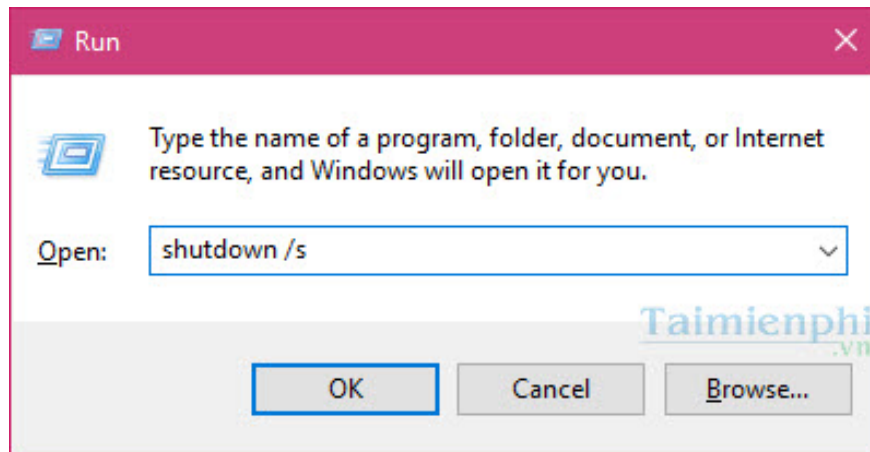 Run
Type the name of a program, folder, document, or Internet
resource, and Windows will open it for you.
Open: shutdown /s
Taimienphi
.vn
OK Cancel Browse...